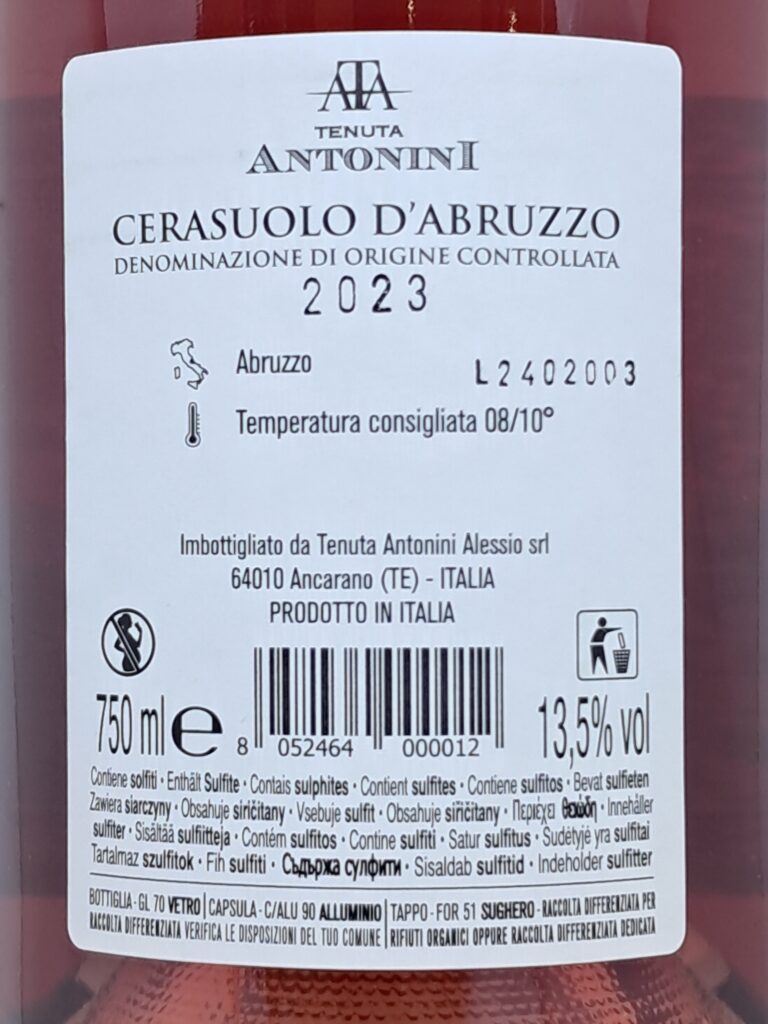 ATA
TENUTA
ANTONINI
CERASUOLO D'ABRUZZO
DENOMINAZIONE DI ORIGINE CONTROLLATA
2023
Abruzzo
L2402003
Temperatura consigliata 08/10°
Imbottigliato da Tenuta Antonini Alessio srl
64010 Ancarano (TE) - ITALIA
PRODOTTO IN ITALIA
750 ml e
8 052464 000012
13,5% vol
Contiene solfiti · Enthält Sulfite · Contais sulphites · Contient sulfites · Contiene sulfitos · Bevat sulfieten
Zawiera siarczyny · Obsahuje siričitany · Vsebuje sulfit · Obsahuje siřičitany · Περιέχει Θειώδη · Innehåller
sulfiter · Sisältää sulfiitteja · Contém sulfitos · Contine sulfiti · Satur sulfitus · Sudėtyje yra sulfitai
Tartalmaz szulfitok · Fih sulfiti · Съдържа сулфити · Sisaldab sulfitid · Indeholder sulfitter
BOTTIGLIA - GL 70 VETRO | CAPSULA - C/ALU 90 ALLUMINIO | TAPPO - FOR 51 SUGHERO - RACCOLTA DIFFERENZIATA PER
RACCOLTA DIFFERENZIATA VERIFICA LE DISPOSIZIONI DEL TUO COMUNE | RIFIUTI ORGANICI OPPURE RACCOLTA DIFFERENZIATA DEDICATA